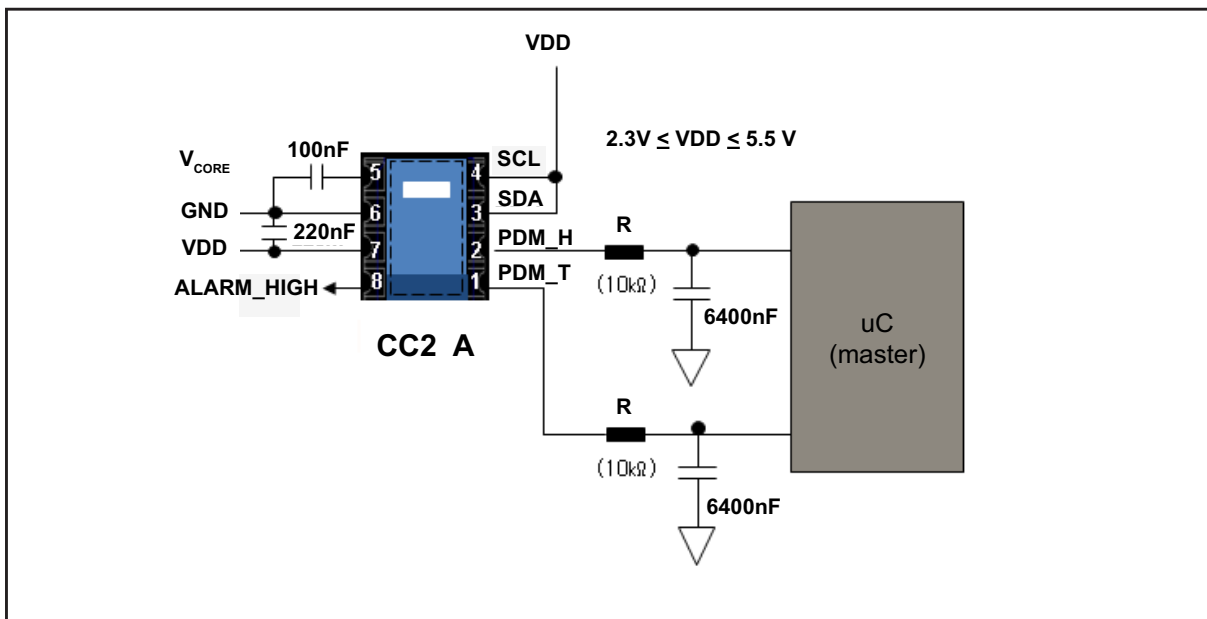 VDD
2.3V ≤ VDD ≤ 5.5 V
100nF
V_CORE
GND
220nF
VDD
ALARM_HIGH
5
6
7
8
4
3
2
1
SCL
SDA
PDM_H
PDM_T
CC2 A
R
(10kΩ)
6400nF
R
(10kΩ)
6400nF
uC
(master)